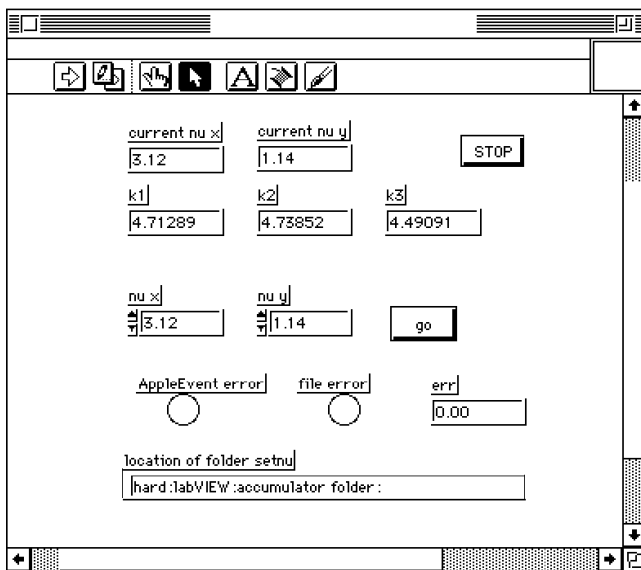 current nu x current nu y
3.12 1.14 STOP
k1 k2 k3
4.71289 4.73852 4.49091
nu x nu y
3.12 1.14 go
AppleEvent error file error err
0.00
location of folder setnu
hard:labVIEW:accumulator folder: